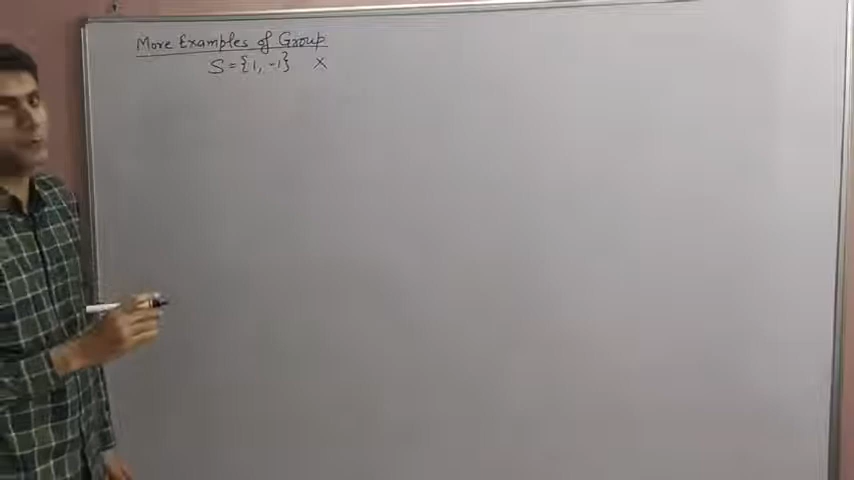 More Examples of Group
S = {1, -1} ×